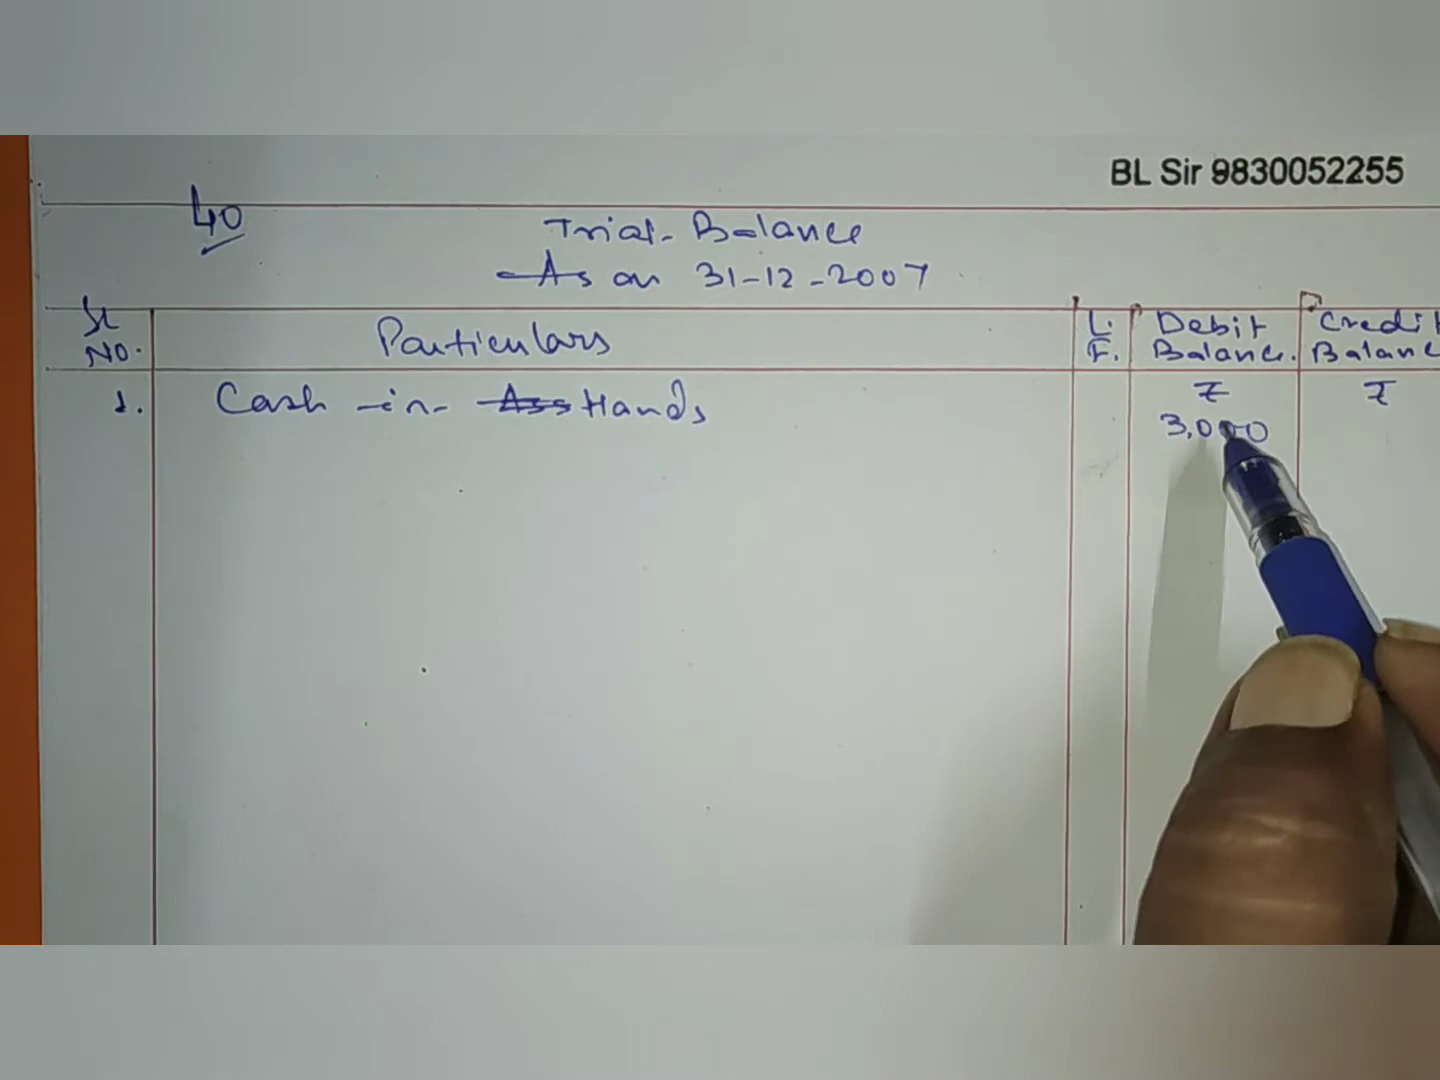 BL Sir 9830052255
40
Trial Balance
As on 31-12-2007
Sl No. Particulars L. F. Debit Balance. Credit Balance
₹ ₹
1. Cash -in- Ass Hands
3,000